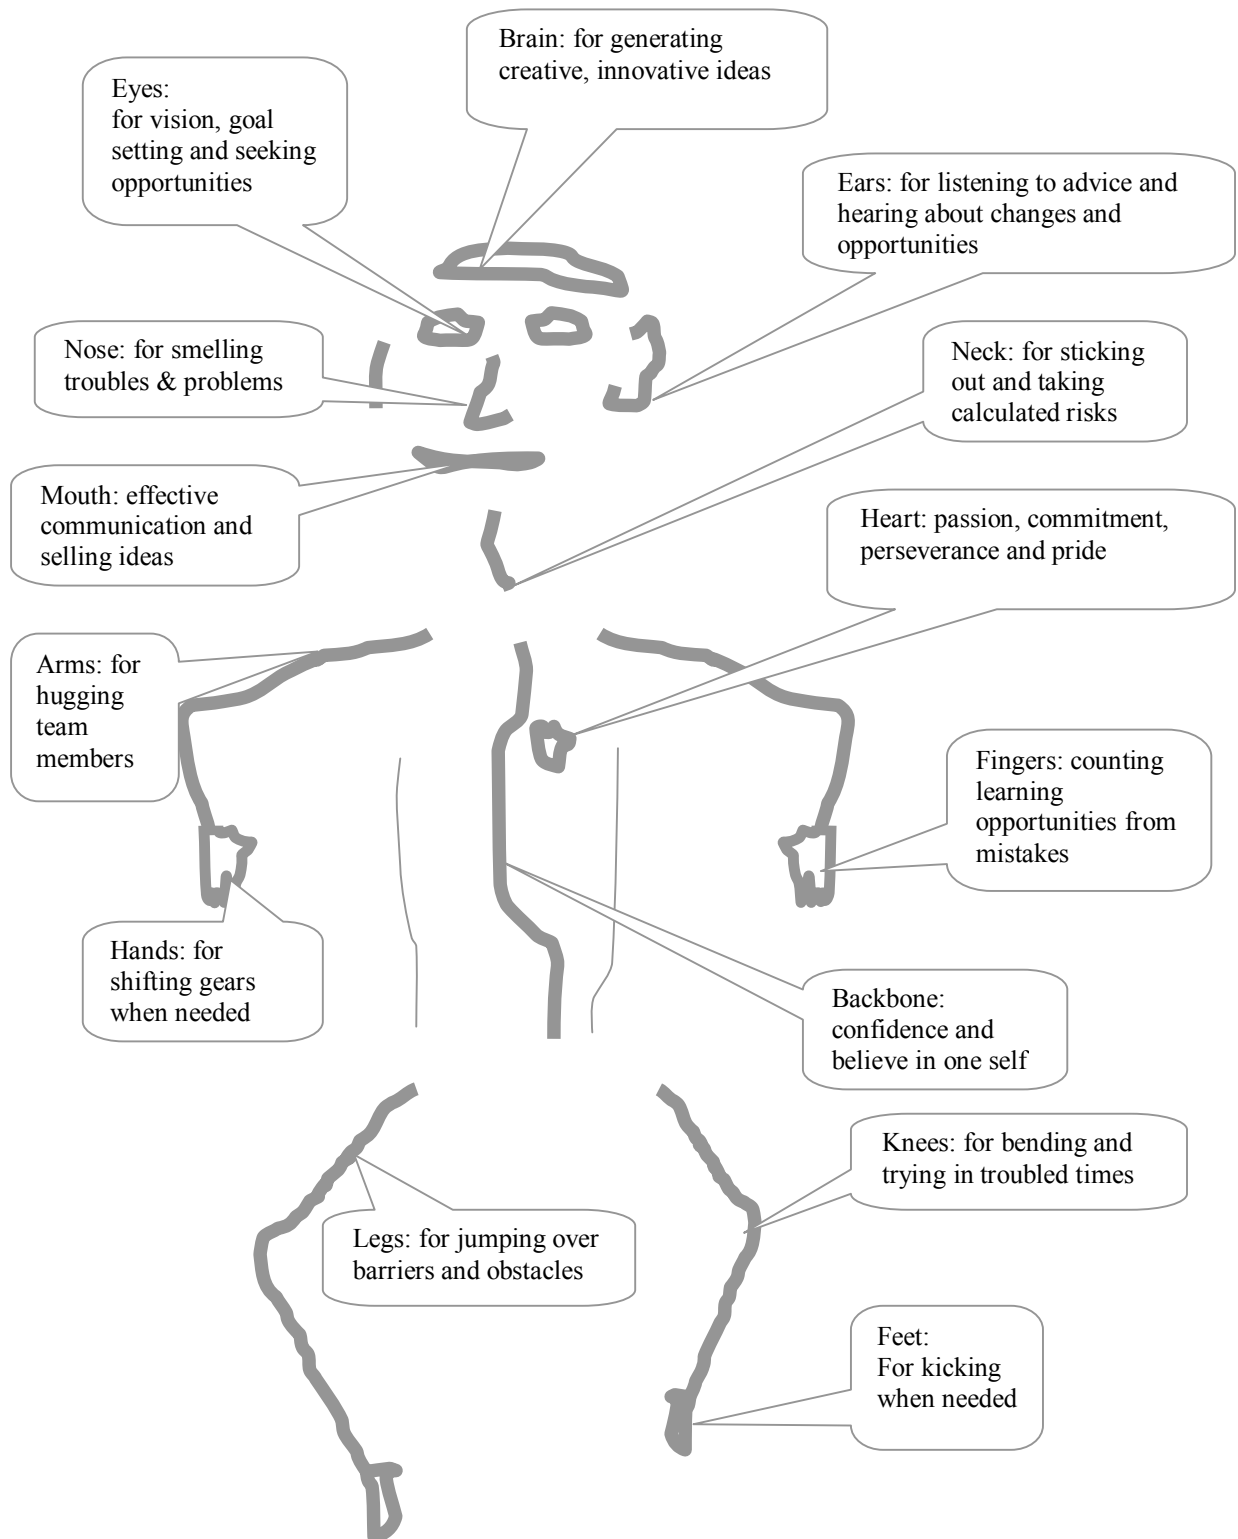 Brain: for generating
creative, innovative ideas
Eyes:
for vision, goal
setting and seeking
opportunities
Ears: for listening to advice and
hearing about changes and
opportunities
Nose: for smelling
troubles & problems
Neck: for sticking
out and taking
calculated risks
Mouth: effective
communication and
selling ideas
Heart: passion, commitment,
perseverance and pride
Arms: for
hugging
team
members
Fingers: counting
learning
opportunities from
mistakes
Hands: for
shifting gears
when needed
Backbone:
confidence and
believe in one self
Knees: for bending and
trying in troubled times
Legs: for jumping over
barriers and obstacles
Feet:
For kicking
when needed